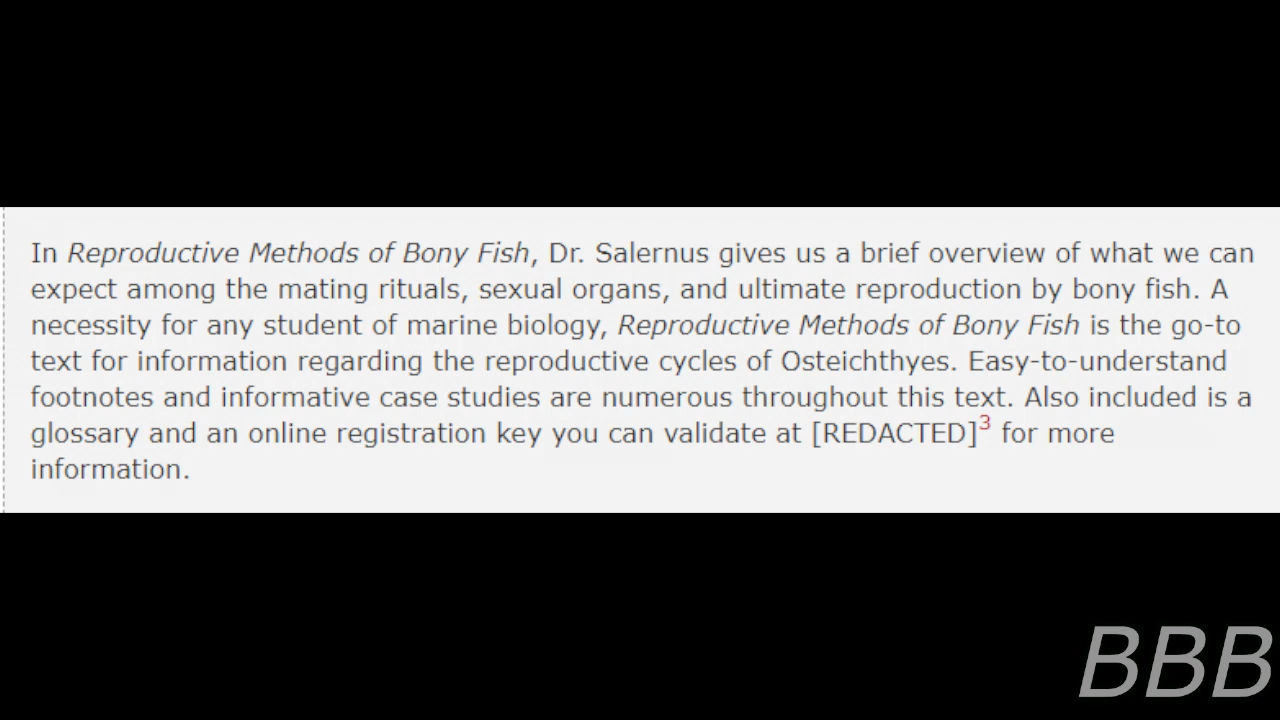 In Reproductive Methods of Bony Fish, Dr. Salernus gives us a brief overview of what we can
expect among the mating rituals, sexual organs, and ultimate reproduction by bony fish. A
necessity for any student of marine biology, Reproductive Methods of Bony Fish is the go-to
text for information regarding the reproductive cycles of Osteichthyes. Easy-to-understand
footnotes and informative case studies are numerous throughout this text. Also included is a
glossary and an online registration key you can validate at [REDACTED]3 for more
information.
BBB